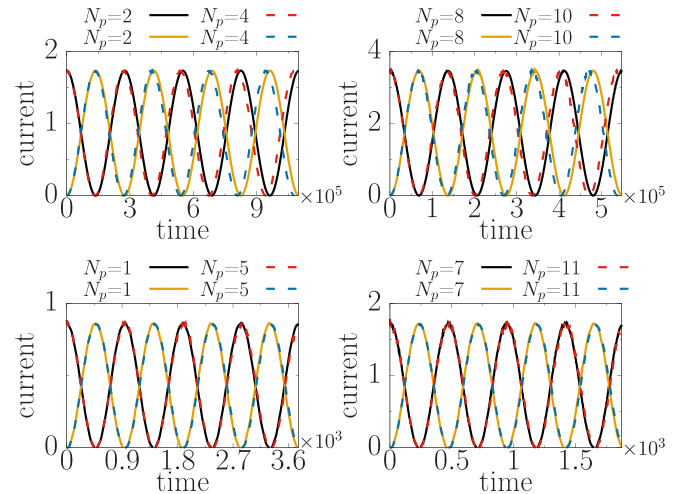 N_p=2 N_p=4
N_p=2 N_p=4
2
1
0
current
0 3 6 9 ×10^5
time
N_p=8 N_p=10
N_p=8 N_p=10
4
2
0
current
0 1 2 3 4 5 ×10^5
time
N_p=1 N_p=5
N_p=1 N_p=5
1
0
current
0 0.9 1.8 2.7 3.6 ×10^3
time
N_p=7 N_p=11
N_p=7 N_p=11
2
1
0
current
0 0.5 1 1.5 ×10^3
time